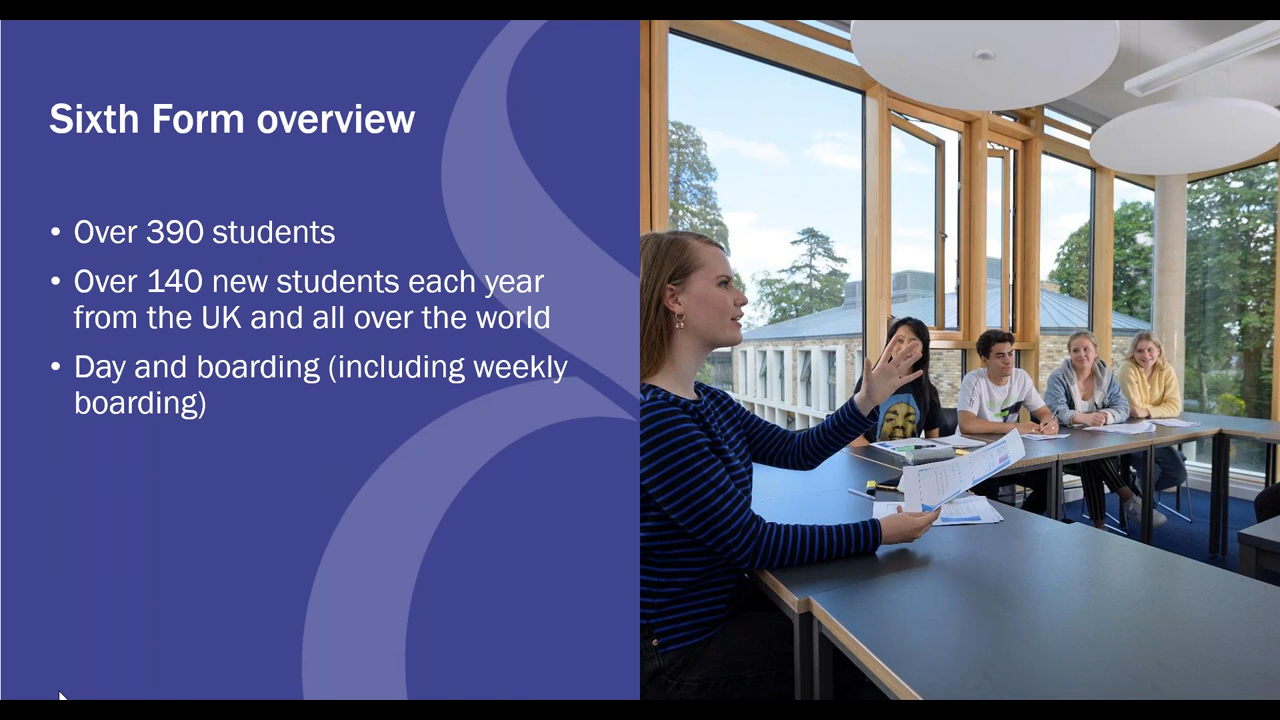 Sixth Form overview
• Over 390 students
• Over 140 new students each year
from the UK and all over the world
• Day and boarding (including weekly
boarding)